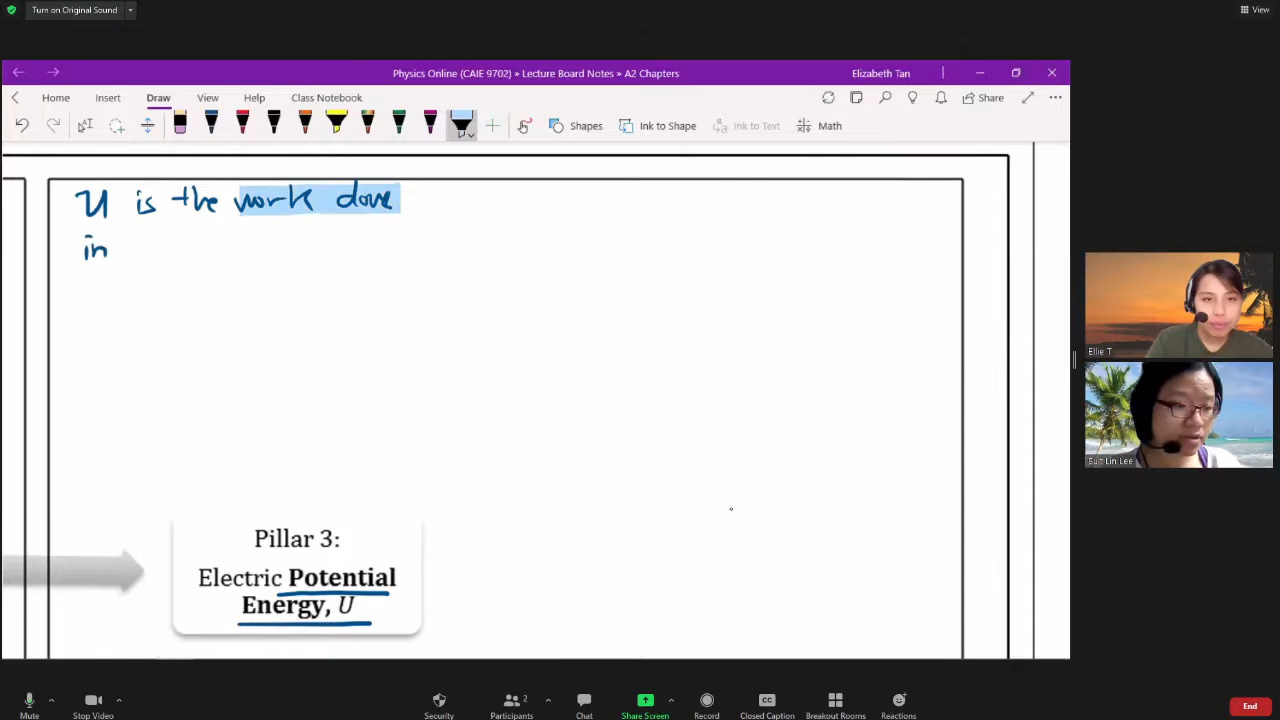 Turn on Original Sound
View
Physics Online (CAIE 9702) » Lecture Board Notes » A2 Chapters
Elizabeth Tan
Home Insert Draw View Help Class Notebook
Share
Shapes Ink to Shape Ink to Text Math
U is the work done
in
Pillar 3:
Electric Potential
Energy, U
Ellie T
Suit Lin Lee
Mute Stop Video Security Participants 2 Chat Share Screen Record Closed Caption Breakout Rooms Reactions End